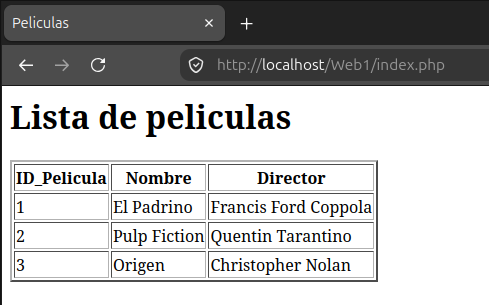 Peliculas
http://localhost/Web1/index.php
Lista de peliculas
ID_Pelicula Nombre Director
1 El Padrino Francis Ford Coppola
2 Pulp Fiction Quentin Tarantino
3 Origen Christopher Nolan